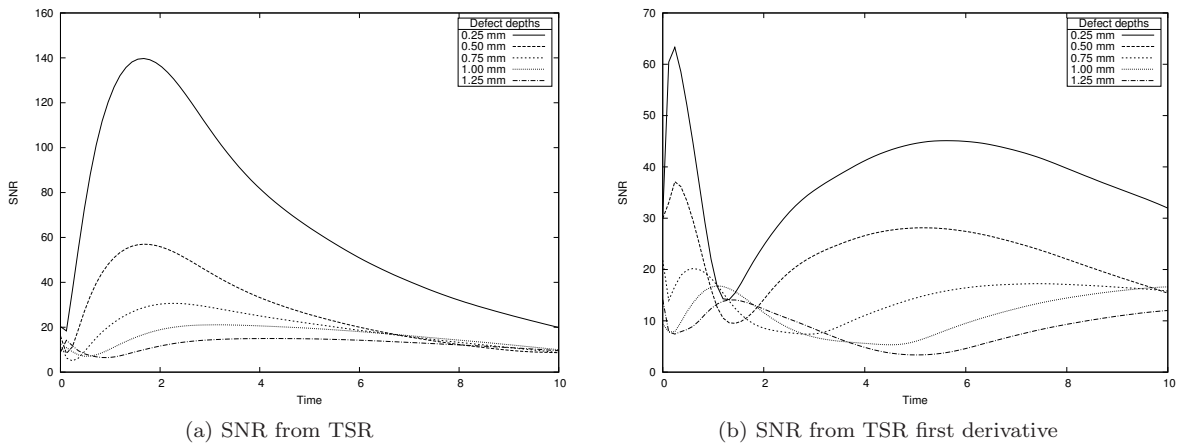 160
140
120
100
80
60
40
20
0
SNR
0 2 4 6 8 10
Time
Defect depths
0.25 mm
0.50 mm
0.75 mm
1.00 mm
1.25 mm
(a) SNR from TSR
70
60
50
40
30
20
10
0
SNR
0 2 4 6 8 10
Time
Defect depths
0.25 mm
0.50 mm
0.75 mm
1.00 mm
1.25 mm
(b) SNR from TSR first derivative